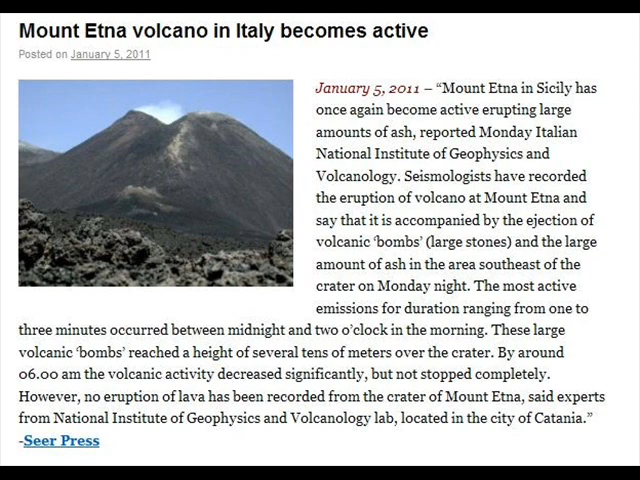 Mount Etna volcano in Italy becomes active
Posted on January 5, 2011
January 5, 2011 – “Mount Etna in Sicily has
once again become active erupting large
amounts of ash, reported Monday Italian
National Institute of Geophysics and
Volcanology. Seismologists have recorded
the eruption of volcano at Mount Etna and
say that it is accompanied by the ejection of
volcanic ‘bombs’ (large stones) and the large
amount of ash in the area southeast of the
crater on Monday night. The most active
emissions for duration ranging from one to
three minutes occurred between midnight and two o’clock in the morning. These large
volcanic ‘bombs’ reached a height of several tens of meters over the crater. By around
06.00 am the volcanic activity decreased significantly, but not stopped completely.
However, no eruption of lava has been recorded from the crater of Mount Etna, said experts
from National Institute of Geophysics and Volcanology lab, located in the city of Catania.”
-Seer Press